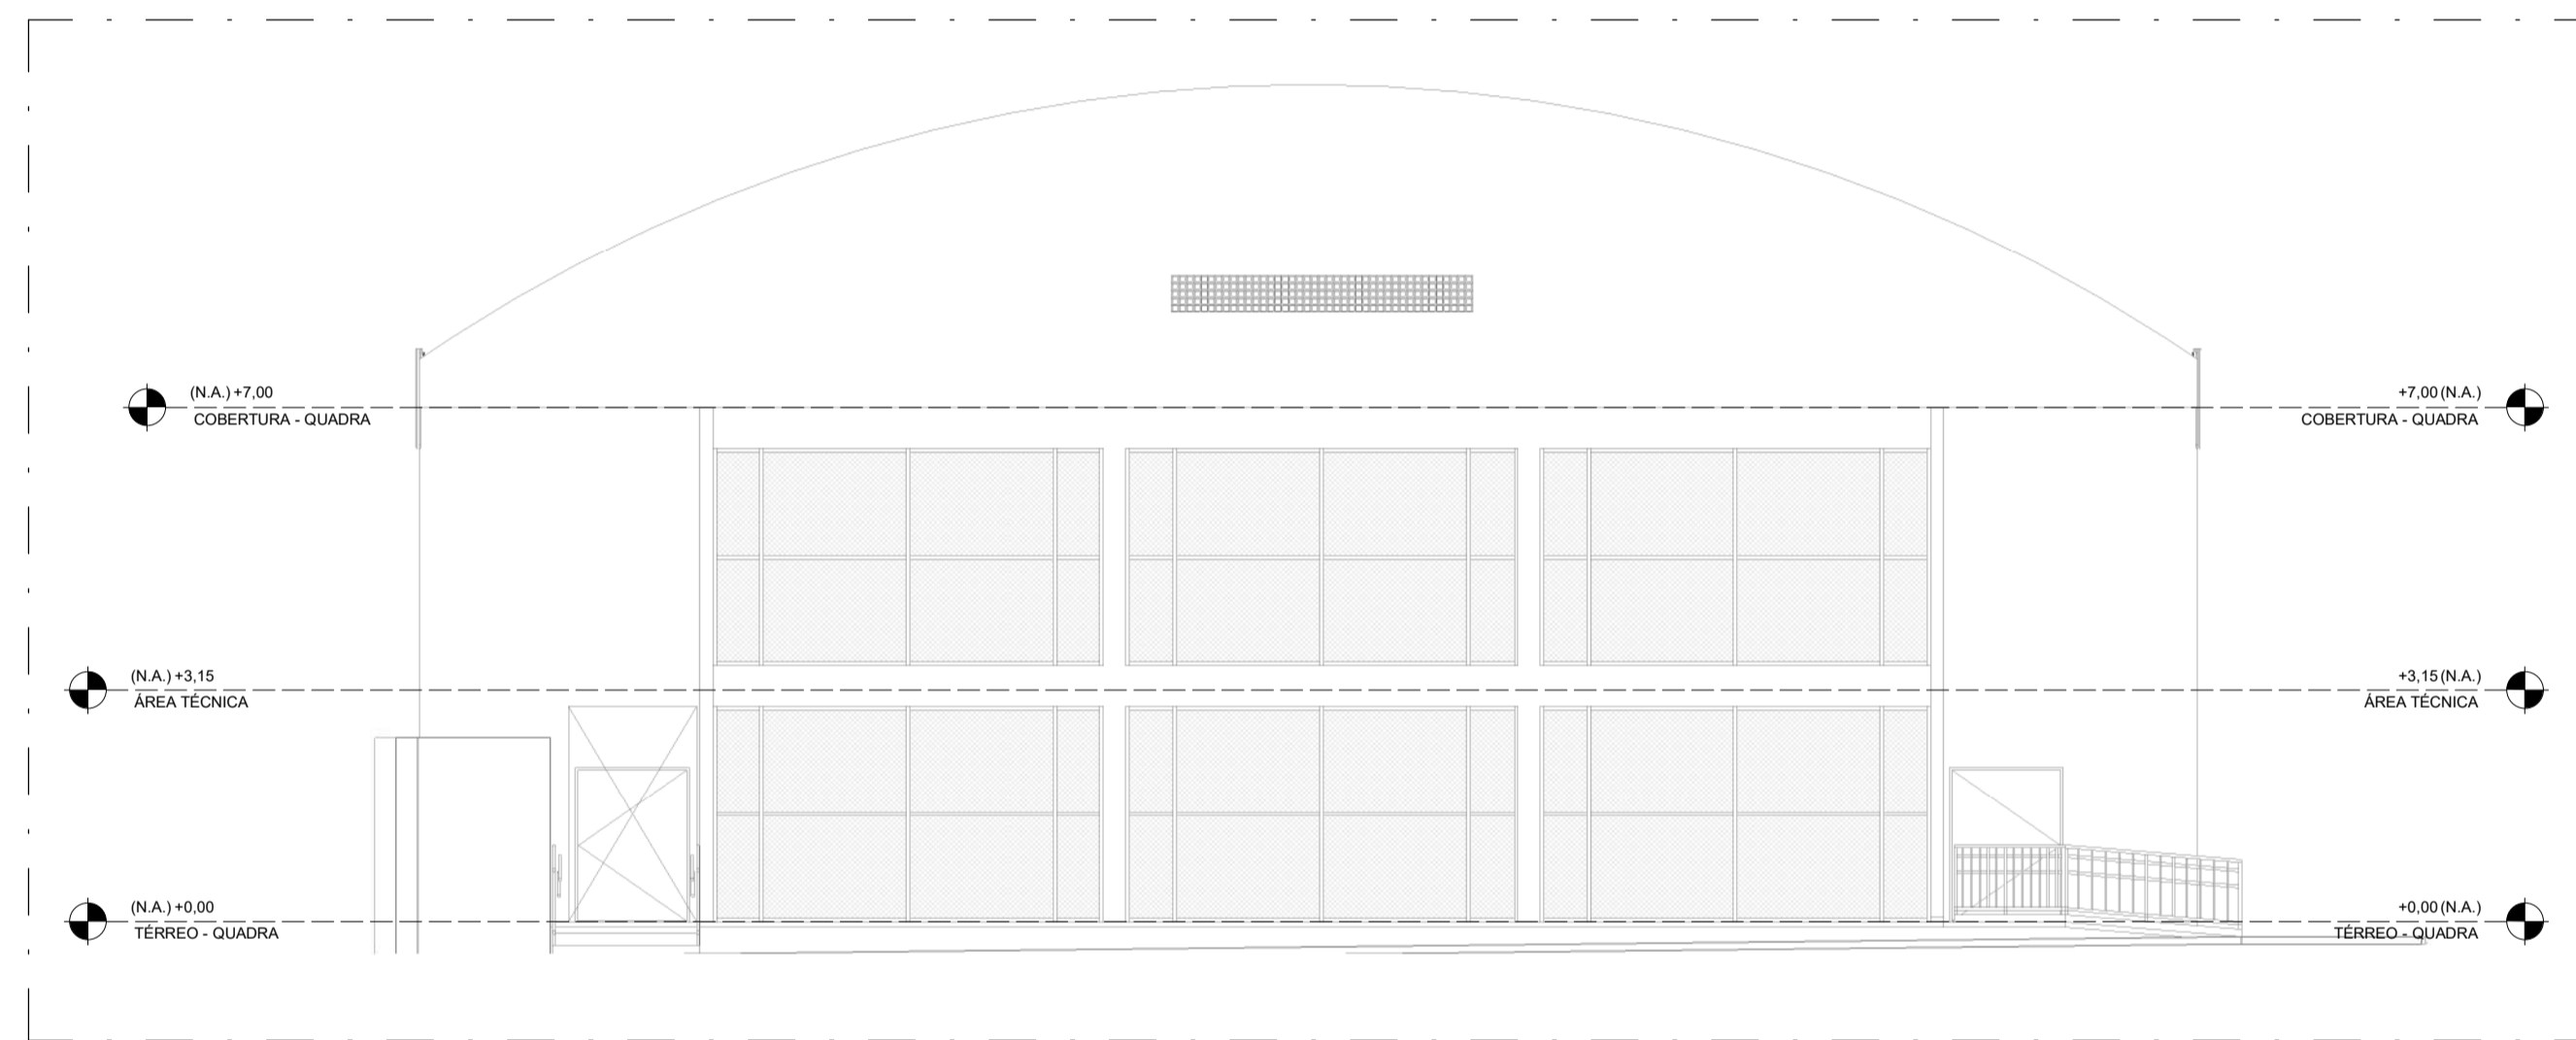 (N.A.) +7,00
COBERTURA - QUADRA
+7,00 (N.A.)
COBERTURA - QUADRA
(N.A.) +3,15
ÁREA TÉCNICA
+3,15 (N.A.)
ÁREA TÉCNICA
(N.A.) +0,00
TÉRREO - QUADRA
+0,00 (N.A.)
TÉRREO - QUADRA